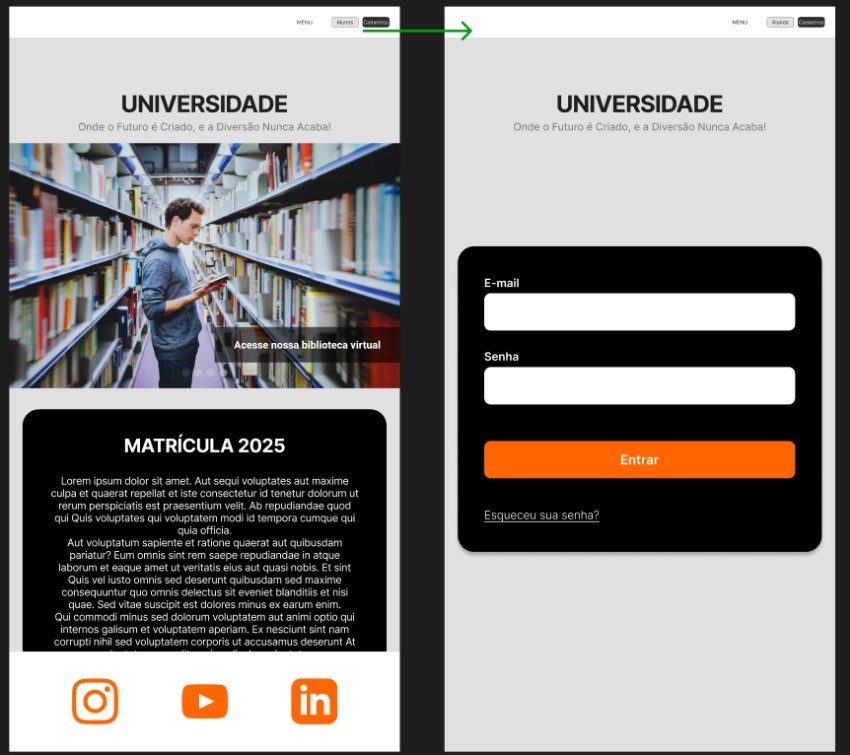 MENU
Alunos
Cadastros
UNIVERSIDADE
Onde o Futuro é Criado, e a Diversão Nunca Acaba!
Acesse nossa biblioteca virtual
MATRÍCULA 2025
Lorem ipsum dolor sit amet. Aut sequi voluptates aut maxime
culpa et quaerat repellat et iste consectetur id tenetur dolorum ut
rerum perspiciatis est praesentium velit. Ab repudiandae quod
qui Quis voluptates qui voluptatem modi id tempora cumque qui
quia officia.
Aut voluptatum sapiente et ratione quaerat aut quibusdam
pariatur? Eum omnis sint rem saepe repudiandae in atque
laborum et eaque amet ut veritatis eius aut quasi nobis. Et sint
Quis vel iusto omnis sed deserunt quibusdam sed maxime
consequuntur quo omnis delectus sit eveniet blanditiis et nisi
quae. Sed vitae suscipit est dolores minus ex earum enim.
Qui commodi minus sed dolorum voluptatem aut animi optio qui
internos galisum et voluptatem aperiam. Ex nesciunt sint nam
corrupti nihil sed voluptatem corporis ut accusamus deserunt At
in
MENU
Alunos
Cadastros
UNIVERSIDADE
Onde o Futuro é Criado, e a Diversão Nunca Acaba!
E-mail
Senha
Entrar
Esqueceu sua senha?